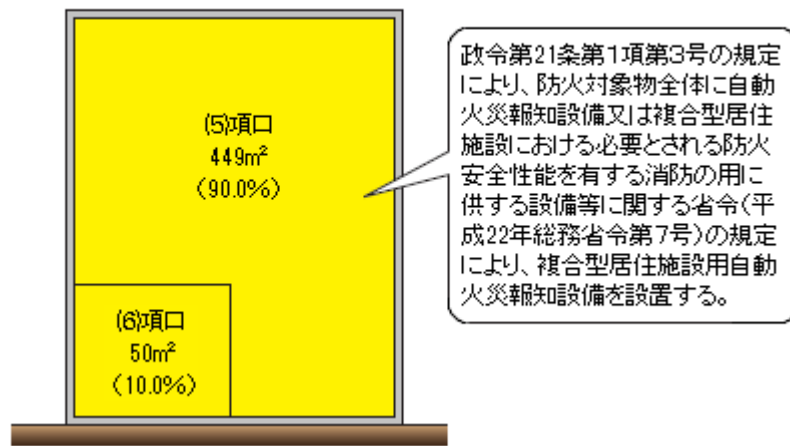 (5)項ロ
449m²
(90.0%)
(6)項ロ
50m²
(10.0%)
政令第21条第1項第3号の規定
により、防火対象物全体に自動
火災報知設備又は複合型居住
施設における必要とされる防火
安全性能を有する消防の用に
供する設備等に関する省令(平
成22年総務省令第7号)の規定
により、複合型居住施設用自動
火災報知設備を設置する。